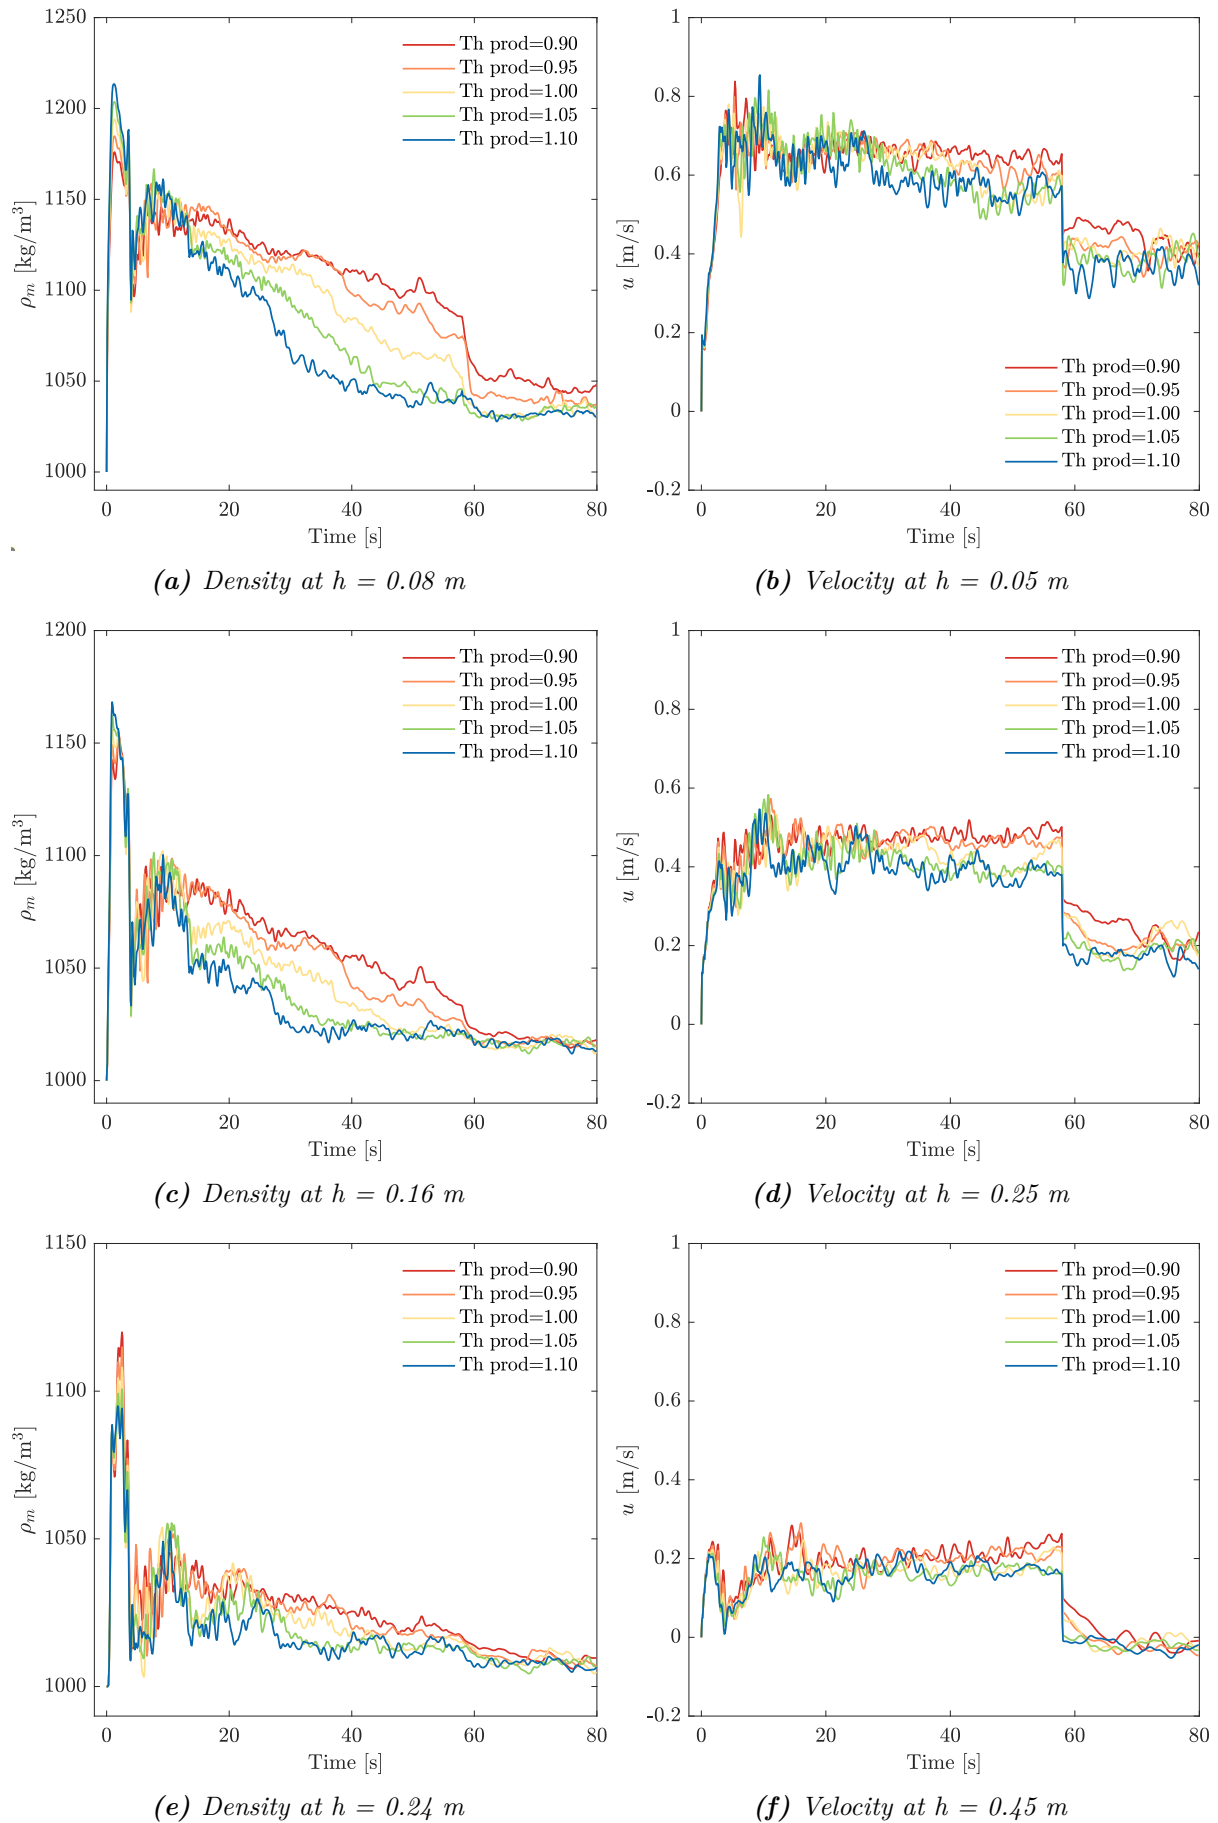 1250
1200
1150
1100
1050
1000
ρm [kg/m³]
Th prod=0.90
Th prod=0.95
Th prod=1.00
Th prod=1.05
Th prod=1.10
0 20 40 60 80
Time [s]
(a) Density at h = 0.08 m
1
0.8
0.6
0.4
0.2
0
-0.2
u [m/s]
Th prod=0.90
Th prod=0.95
Th prod=1.00
Th prod=1.05
Th prod=1.10
0 20 40 60 80
Time [s]
(b) Velocity at h = 0.05 m
1200
1150
1100
1050
1000
ρm [kg/m³]
Th prod=0.90
Th prod=0.95
Th prod=1.00
Th prod=1.05
Th prod=1.10
0 20 40 60 80
Time [s]
(c) Density at h = 0.16 m
1
0.8
0.6
0.4
0.2
0
-0.2
u [m/s]
Th prod=0.90
Th prod=0.95
Th prod=1.00
Th prod=1.05
Th prod=1.10
0 20 40 60 80
Time [s]
(d) Velocity at h = 0.25 m
1150
1100
1050
1000
ρm [kg/m³]
Th prod=0.90
Th prod=0.95
Th prod=1.00
Th prod=1.05
Th prod=1.10
0 20 40 60 80
Time [s]
(e) Density at h = 0.24 m
1
0.8
0.6
0.4
0.2
0
-0.2
u [m/s]
Th prod=0.90
Th prod=0.95
Th prod=1.00
Th prod=1.05
Th prod=1.10
0 20 40 60 80
Time [s]
(f) Velocity at h = 0.45 m